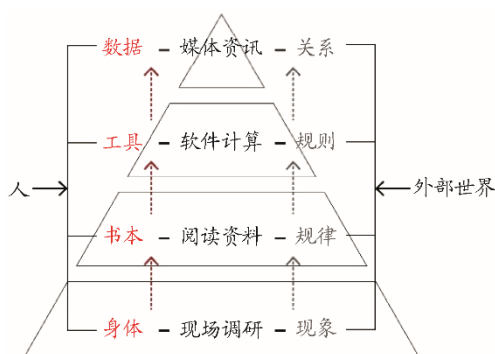 数据 - 媒体资讯 - 关系
工具 - 软件计算 - 规则
人
外部世界
书本 - 阅读资料 - 规律
身体 - 现场调研 - 现象